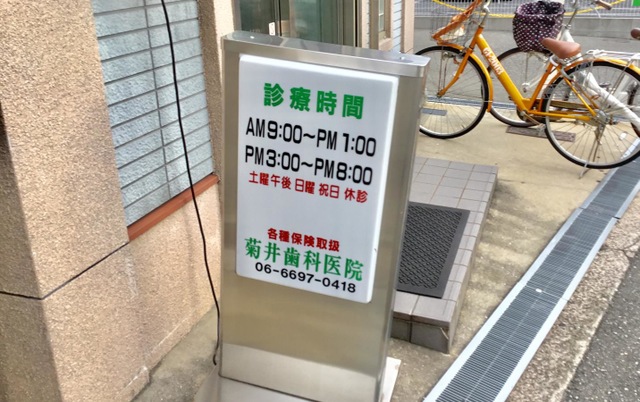 診療時間
AM9:00～PM1:00
PM3:00～PM8:00
土曜午後 日曜 祝日 休診
各種保険取扱
菊井歯科医院
06-6697-0418